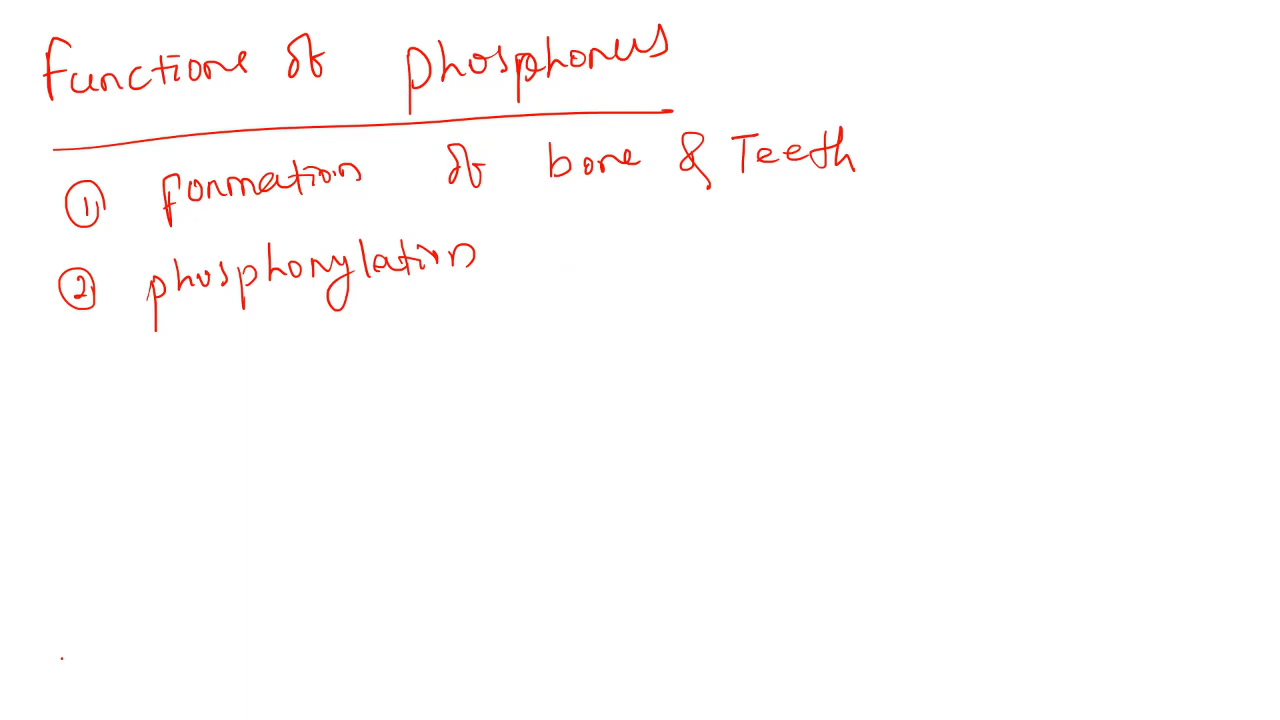 Functions of phosphorus
① formation of bone & Teeth
② phosphorylation